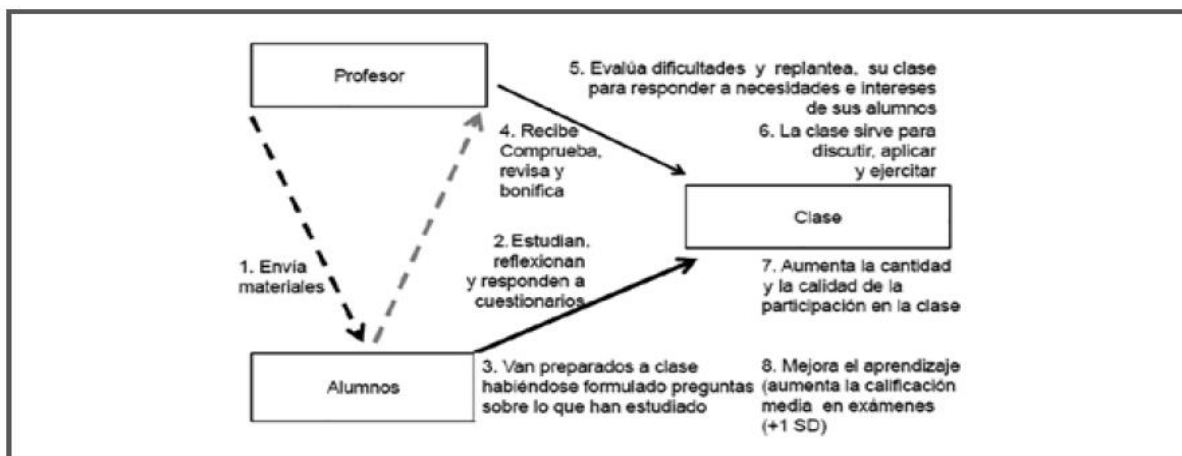 Profesor
1. Envía
materiales
Alumnos
2. Estudian,
reflexionan
y responden a
cuestionarios
3. Van preparados a clase
habiéndose formulado preguntas
sobre lo que han estudiado
4. Recibe
Comprueba,
revisa y
bonifica
5. Evalúa dificultades y replantea, su clase
para responder a necesidades e intereses
de sus alumnos
6. La clase sirve para
discutir, aplicar
y ejercitar
Clase
7. Aumenta la cantidad
y la calidad de la
participación en la clase
8. Mejora el aprendizaje
(aumenta la calificación
media en exámenes
(+1 SD)